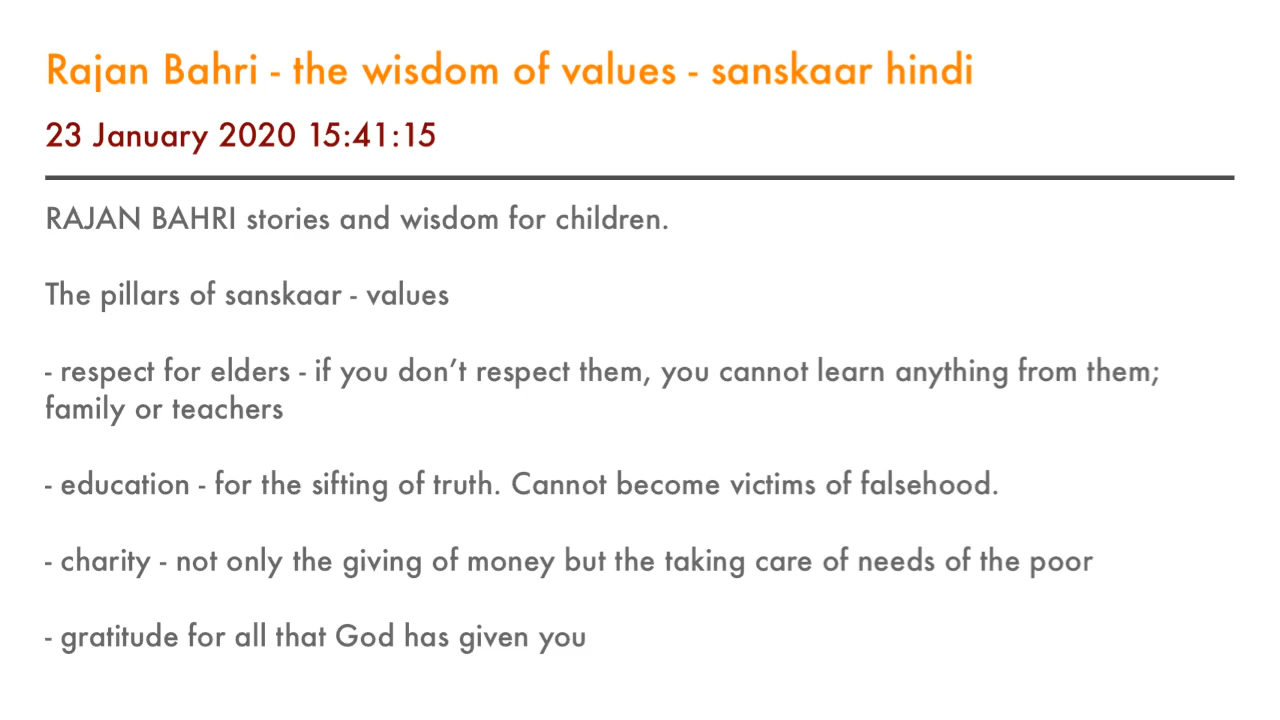 Rajan Bahri - the wisdom of values - sanskaar hindi
23 January 2020 15:41:15
RAJAN BAHRI stories and wisdom for children.
The pillars of sanskaar - values
- respect for elders - if you don’t respect them, you cannot learn anything from them;
family or teachers
- education - for the sifting of truth. Cannot become victims of falsehood.
- charity - not only the giving of money but the taking care of needs of the poor
- gratitude for all that God has given you